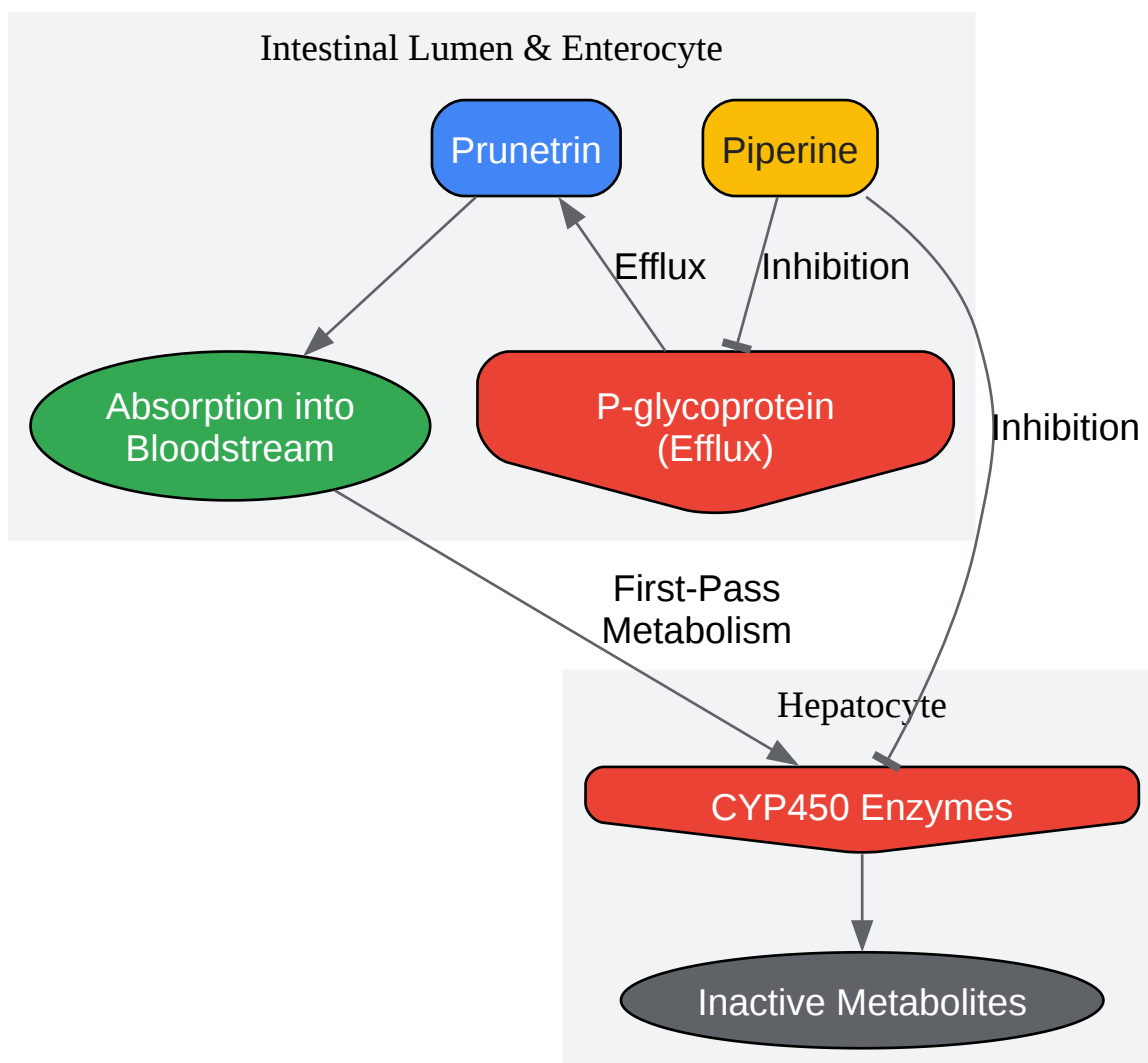 Intestinal Lumen & Enterocyte
Prunetrin
Piperine
Efflux
Inhibition
Absorption into
Bloodstream
P-glycoprotein
(Efflux)
Inhibition
First-Pass
Metabolism
Hepatocyte
CYP450 Enzymes
Inactive Metabolites